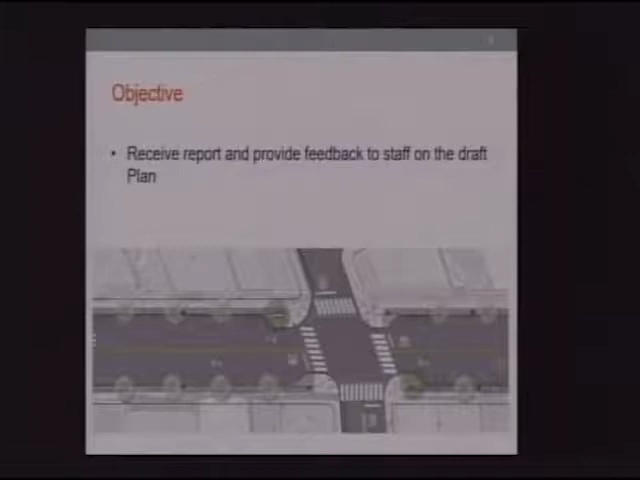 Objective
• Receive report and provide feedback to staff on the draft
Plan